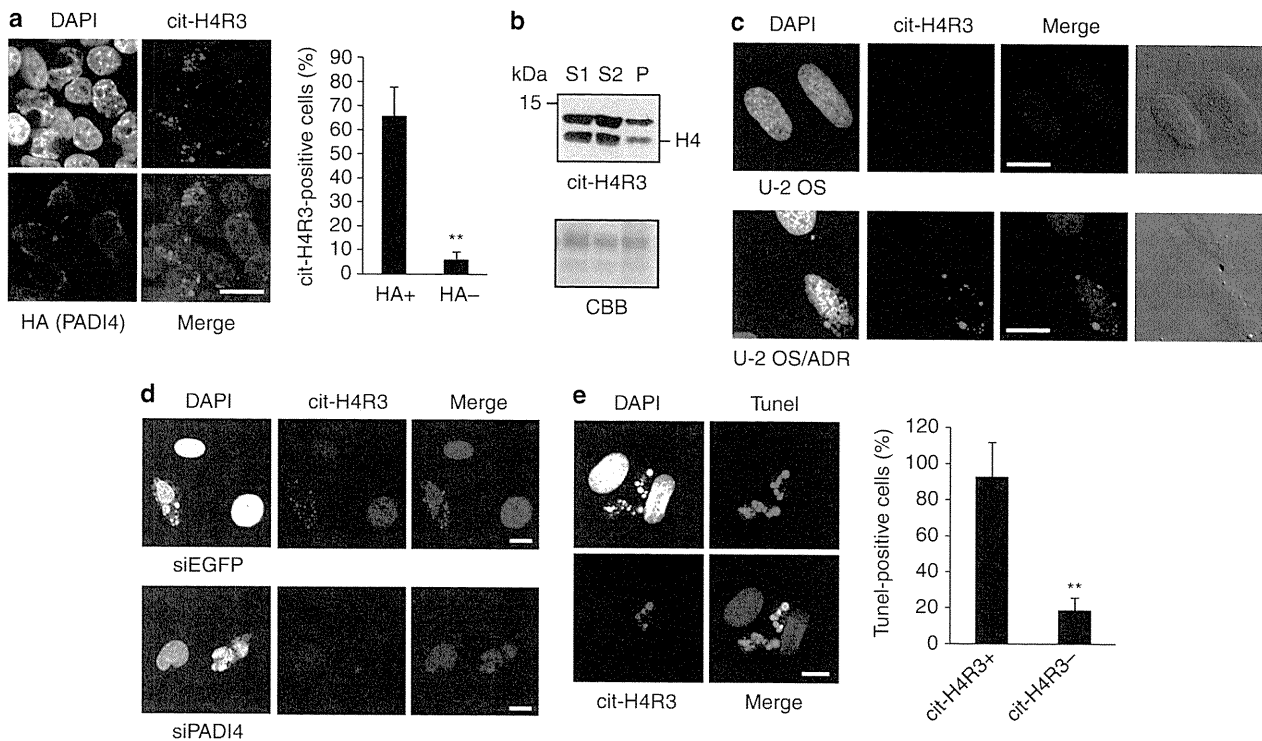 a
DAPI
cit-H4R3
HA (PADI4)
Merge
cit-H4R3-positive cells (%)
90
80
70
60
50
40
30
20
10
0
**
HA+
HA–
b
kDa
S1
S2
P
15
H4
cit-H4R3
CBB
c
DAPI
cit-H4R3
Merge
U-2 OS
U-2 OS/ADR
d
DAPI
cit-H4R3
Merge
siEGFP
siPADI4
e
DAPI
Tunel
cit-H4R3
Merge
Tunel-positive cells (%)
120
100
80
60
40
20
0
**
cit-H4R3+
cit-H4R3–